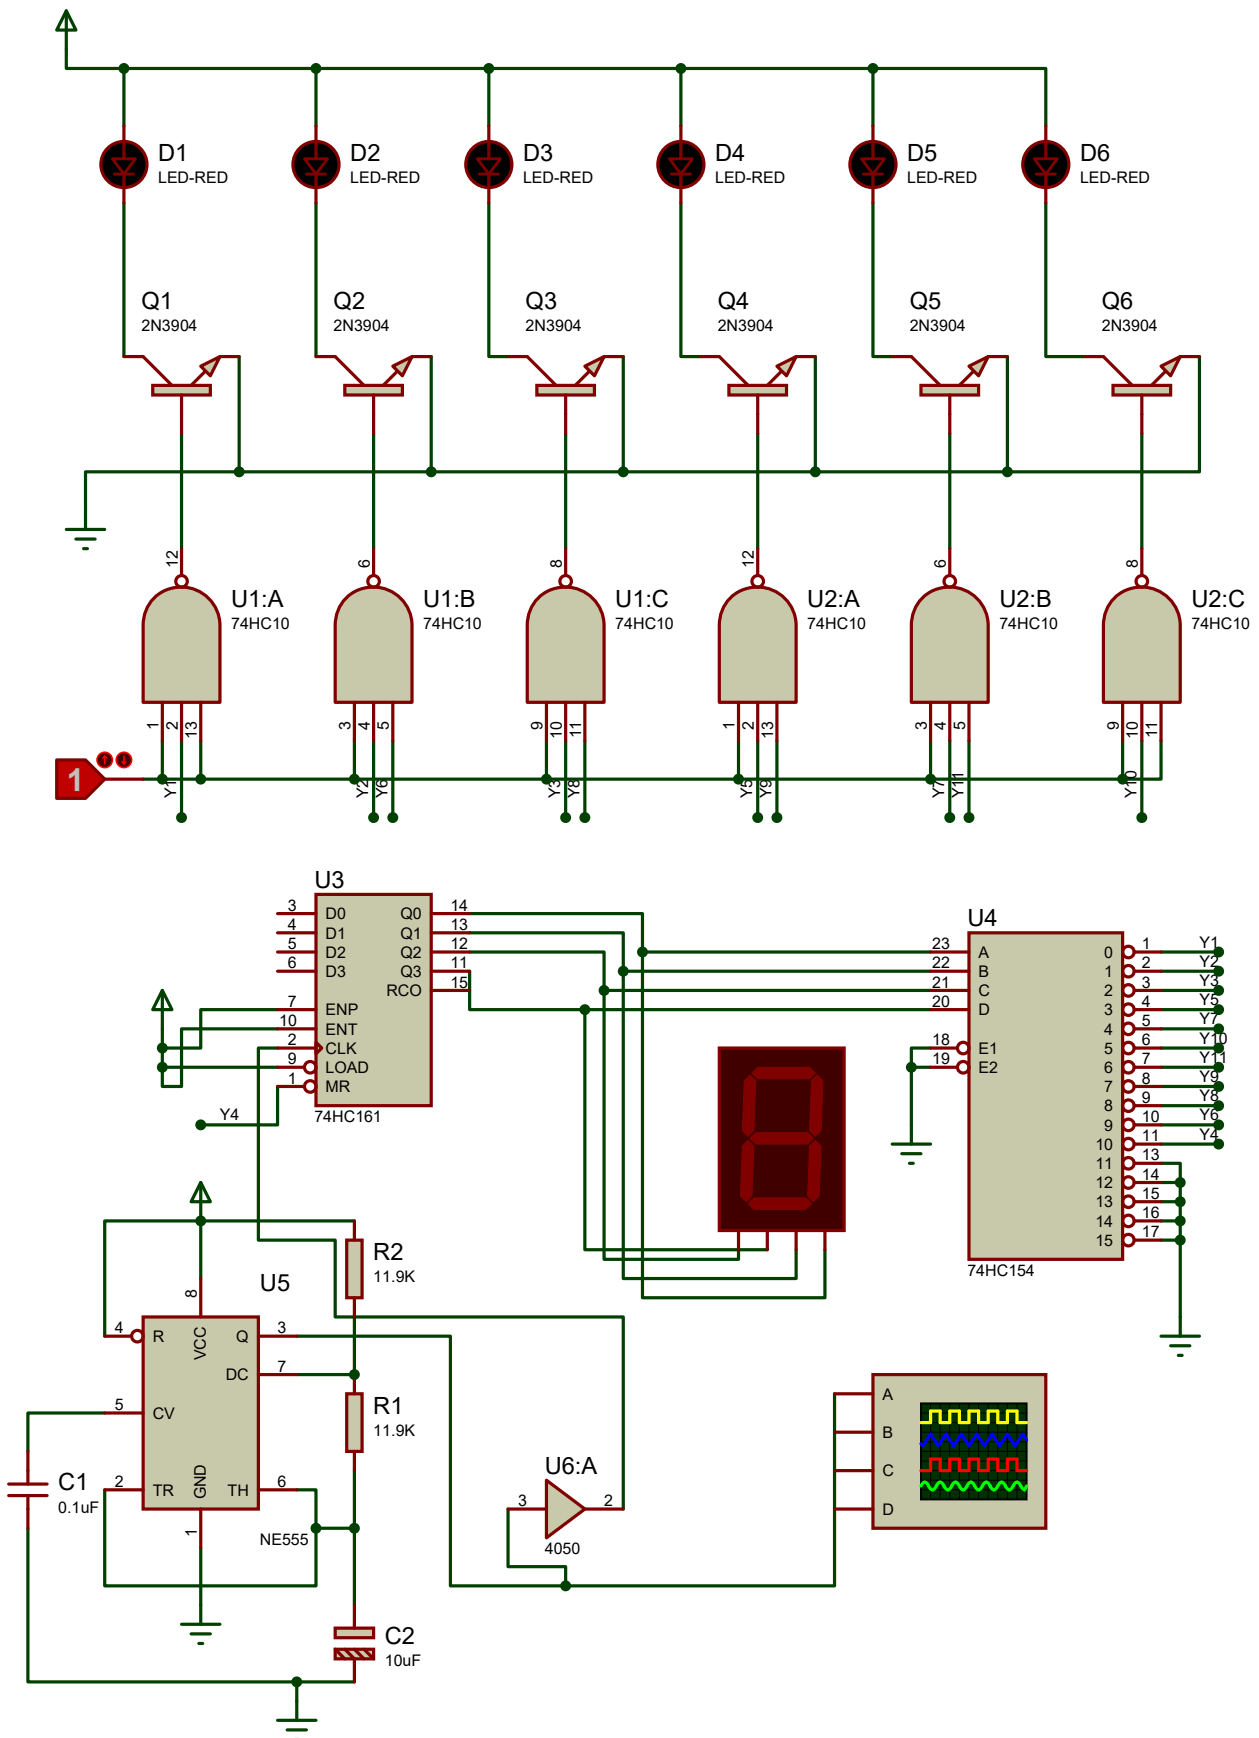 D1
LED-RED
D2
LED-RED
D3
LED-RED
D4
LED-RED
D5
LED-RED
D6
LED-RED
Q1
2N3904
Q2
2N3904
Q3
2N3904
Q4
2N3904
Q5
2N3904
Q6
2N3904
12
6
8
12
6
8
U1:A
74HC10
U1:B
74HC10
U1:C
74HC10
U2:A
74HC10
U2:B
74HC10
U2:C
74HC10
1 2 13
3 4 5
9 10 11
1 2 13
3 4 5
9 10 11
1
Y1
Y2 Y6
Y3 Y8
Y5 Y9
Y7 Y11
Y10
U3
3 D0 Q0 14
4 D1 Q1 13
5 D2 Q2 12
6 D3 Q3 11
RCO 15
7 ENP
10 ENT
2 CLK
9 LOAD
1 MR
74HC161
Y4
U4
23 A 0 1 Y1
22 B 1 2 Y2
21 C 2 3 Y3
20 D 3 4 Y5
4 5 Y7
18 E1 5 6 Y10
19 E2 6 7 Y11
7 8 Y9
8 9 Y8
9 10 Y6
10 11 Y4
11 13
12 14
13 15
14 16
15 17
74HC154
R2
11.9K
U5
8
4 R VCC Q 3
DC 7
5 CV
2 TR GND TH 6
1
NE555
R1
11.9K
C1
0.1uF
C2
10uF
U6:A
3 2
4050
A
B
C
D